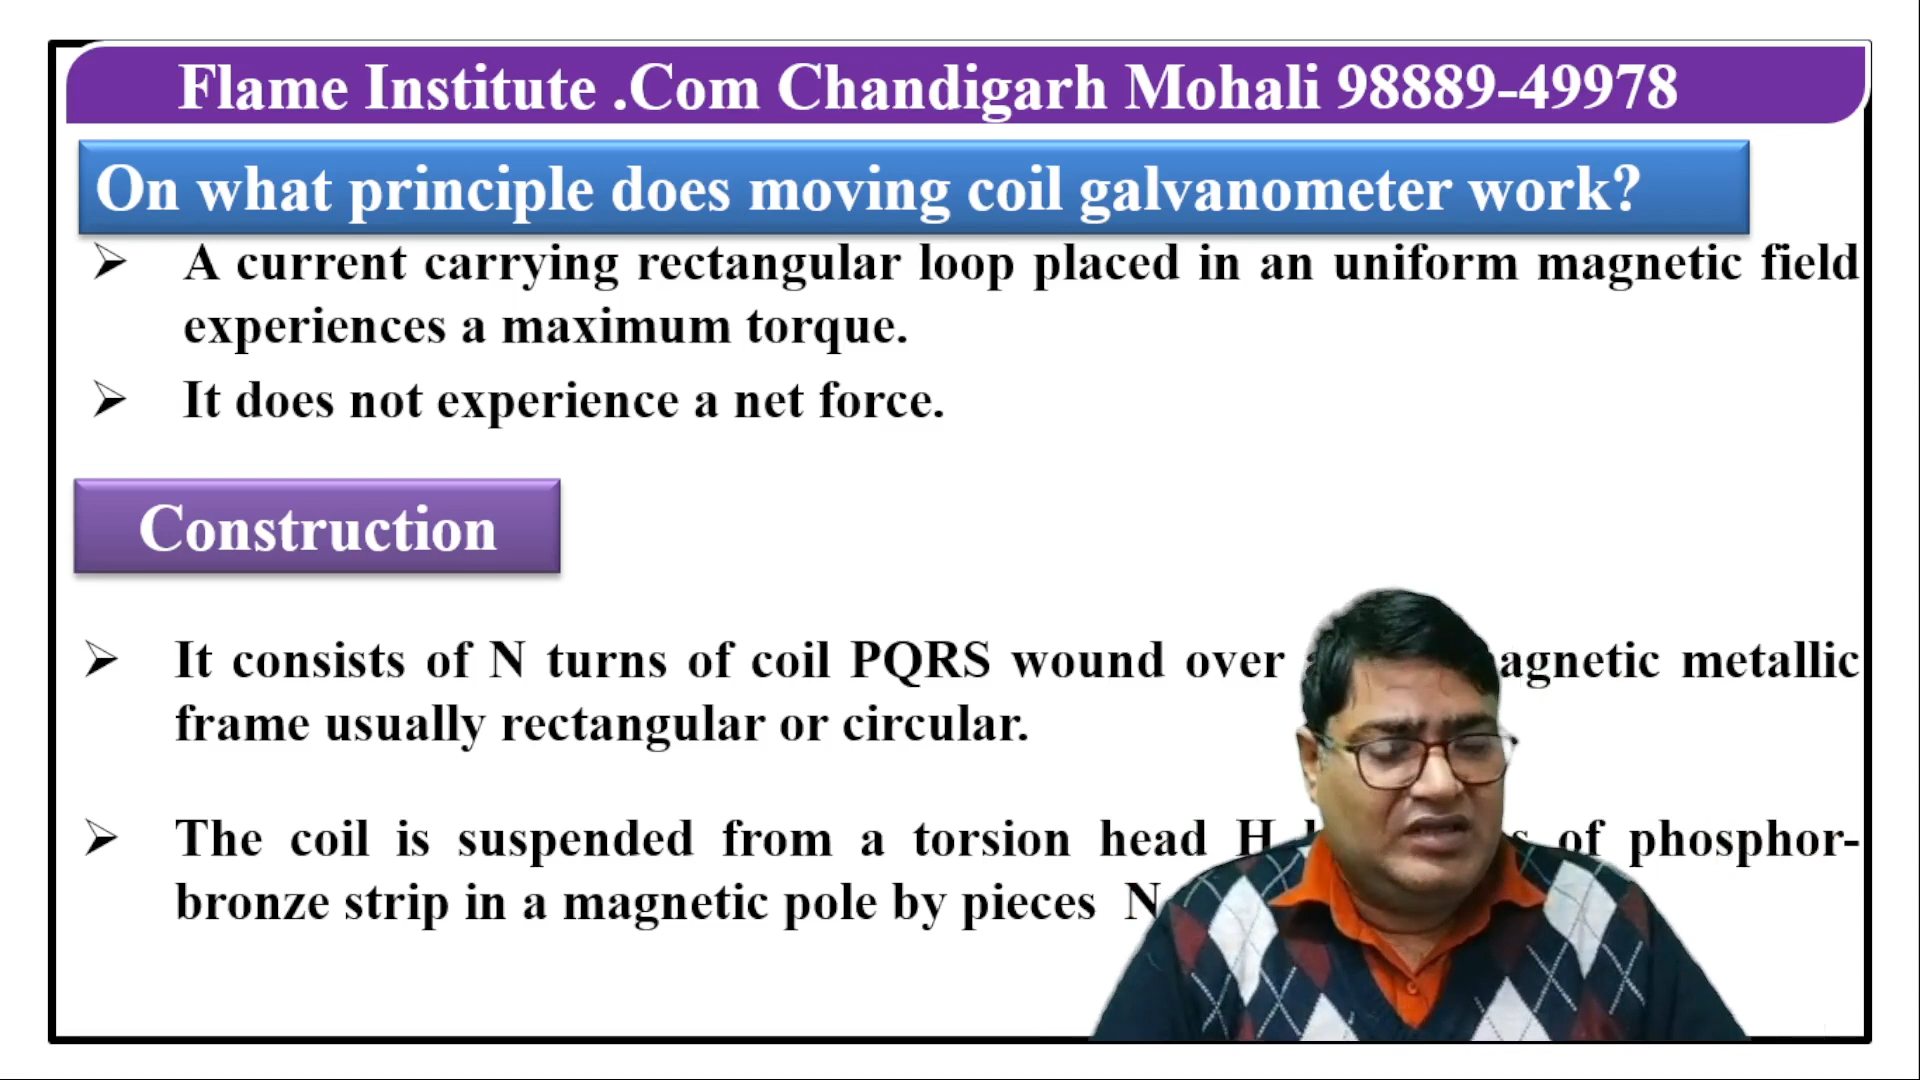 Flame Institute .Com Chandigarh Mohali 98889-49978
On what principle does moving coil galvanometer work?
A current carrying rectangular loop placed in an uniform magnetic field
experiences a maximum torque.
It does not experience a net force.
Construction
It consists of N turns of coil PQRS wound over metallic
frame usually rectangular or circular.
The coil is suspended from a torsion head H of phosphor-
bronze strip in a magnetic pole by pieces N